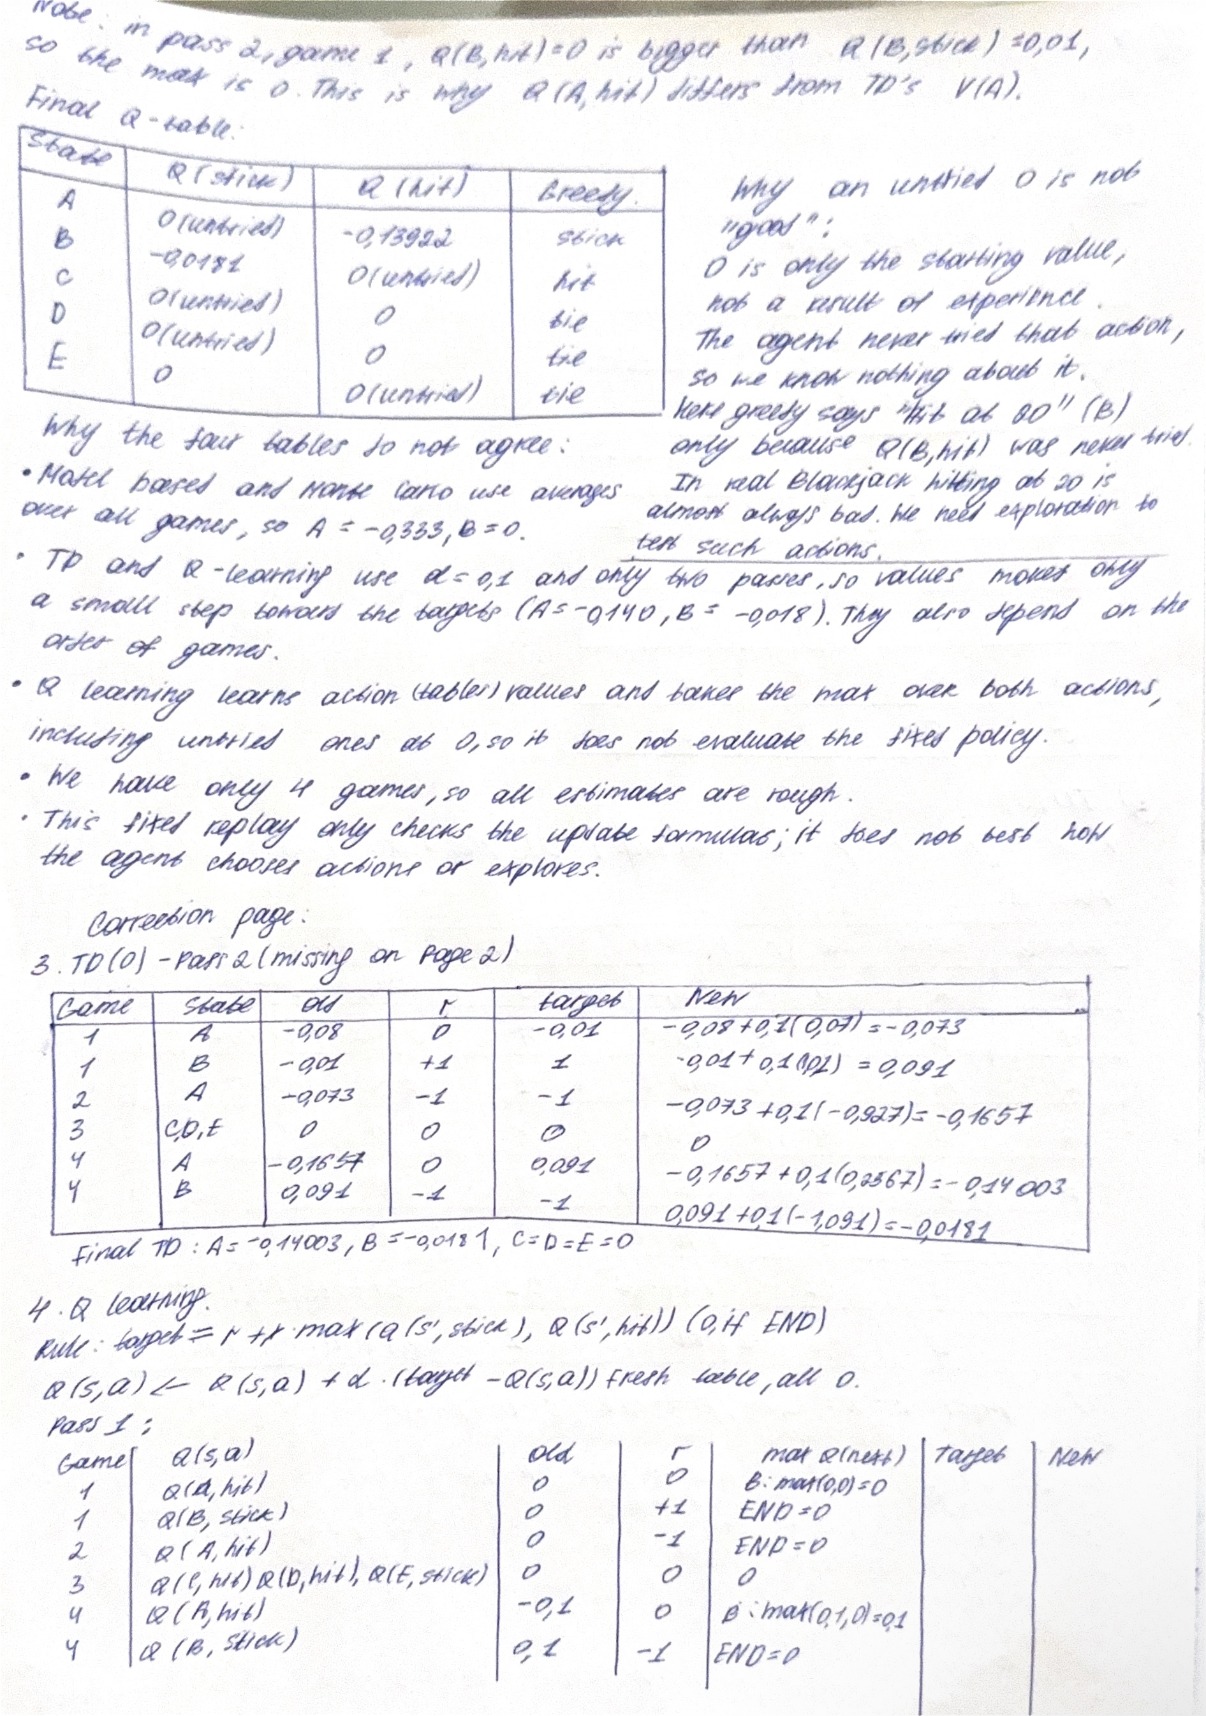 Note: in pass 2, game 1, Q(B,hit)=0 is bigger than Q(B,stick)=0,01,
so the max is 0. This is why Q(A,hit) differs from TD's V(A).
Final Q-table:
State | Q(stick) | Q(hit) | Greedy.
A | 0(untried) | -0,13922 | stick
B | -0,0181 | 0(untried) | hit
C | 0(untried) | 0 | tie
D | 0(untried) | 0 | tie
E | 0 | 0(untried) | tie
Why an untried 0 is not
"good":
0 is only the starting value,
not a result of experience.
The agent never tried that action,
so we know nothing about it.
Here greedy says "Hit at 20" (B)
only because Q(B,hit) was never tried.
In real Blackjack hitting at 20 is
almost always bad. We need exploration to
test such actions.
Why the four tables do not agree:
• Model based and Monte Carlo use averages
over all games, so A = -0,333, B=0.
• TD and Q-learning use α=0,1 and only two passes, so values moves only
a small step towards the targets (A=-0,140, B= -0,018). They also depend on the
order of games.
• Q learning learns action (tables) values and takes the max over both actions,
including untried ones at 0, so it does not evaluate the fixed policy.
• We have only 4 games, so all estimates are rough.
• This fixed replay only checks the update formulas; it does not test how
the agent chooses actions or explores.
Correction page:
3. TD(0) - Pass 2 (missing on Page 2)
Game | State | Old | r | target | New
1 | A | -0,08 | 0 | -0,01 | -0,08+0,1(0,07)=-0,073
1 | B | -0,01 | +1 | 1 | -0,01+0,1(1,01) = 0,091
2 | A | -0,073 | -1 | -1 | -0,073+0,1(-0,927)=-0,1657
3 | C,D,E | 0 | 0 | 0 | 0
4 | A | -0,1657 | 0 | 0,091 | -0,1657+0,1(0,2567)=-0,14003
4 | B | 0,091 | -1 | -1 | 0,091+0,1(-1,091)=-0,0181
Final TD: A=-0,14003, B=-0,0181, C=D=E=0
4. Q learning.
Rule: target = r + γ·max(Q(s',stick), Q(s',hit)) (0, if END)
Q(s,a) ← Q(s,a) + α·(target - Q(s,a)) Fresh table, all 0.
Pass 1:
Game | Q(s,a) | Old | r | max Q(next) | Target | New
1 | Q(A,hit) | 0 | 0 | B: max(0,0)=0
1 | Q(B,stick) | 0 | +1 | END=0
2 | Q(A,hit) | 0 | -1 | END=0
3 | Q(C,hit) Q(D,hit), Q(E,stick) | 0 | 0 | 0
4 | Q(A,hit) | -0,1 | 0 | B: max(0,1,0)=0,1
4 | Q(B,stick) | 0,1 | -1 | END=0